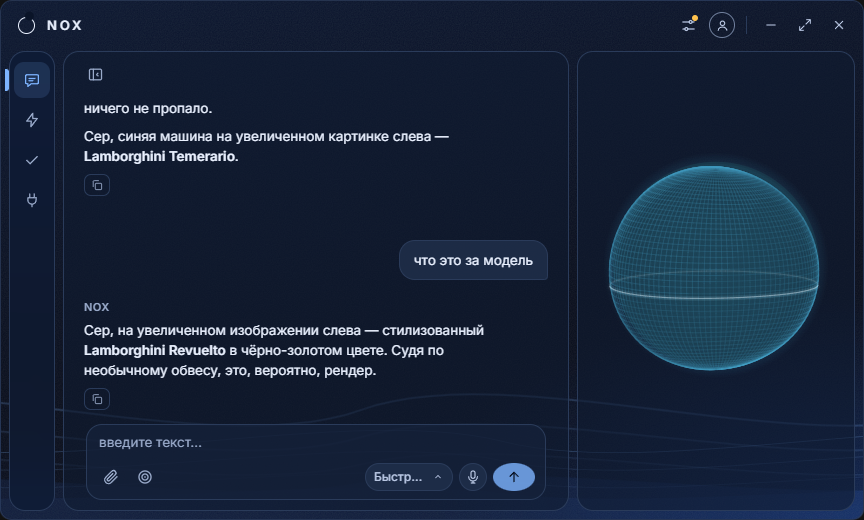 NOX
ничего не пропало.
Сер, синяя машина на увеличенном картинке слева —
Lamborghini Temerario.
что это за модель
NOX
Сер, на увеличенном изображении слева — стилизованный
Lamborghini Revuelto в чёрно-золотом цвете. Судя по
необычному обвесу, это, вероятно, рендер.
введите текст...
Быстр...